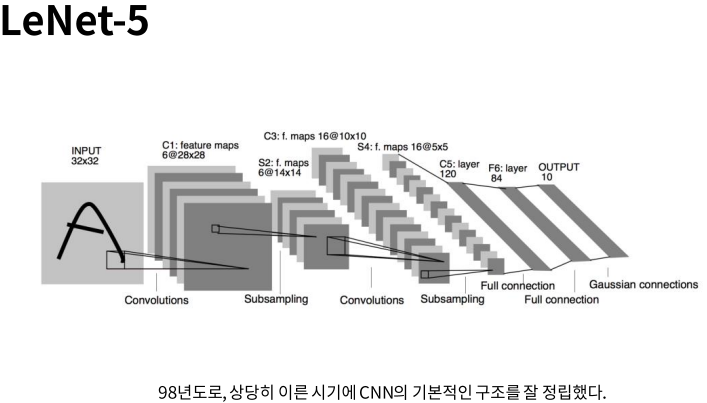 LeNet-5
INPUT
32x32
C1: feature maps
6@28x28
C3: f. maps 16@10x10
S2: f. maps
6@14x14
S4: f. maps 16@5x5
C5: layer
120
F6: layer
84
OUTPUT
10
A
Convolutions
Subsampling
Convolutions
Subsampling
Full connection
Full connection
Gaussian connections
98년도로, 상당히 이른 시기에 CNN의 기본적인 구조를 잘 정립했다.